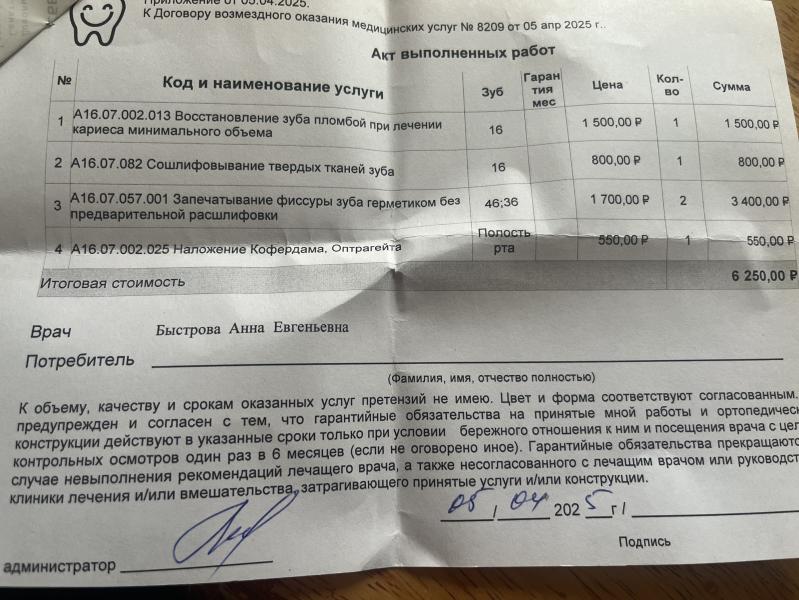 Приложение от 05.04.2025.
К Договору возмездного оказания медицинских услуг № 8209 от 05 апр 2025 г..
Акт выполненных работ
№ Код и наименование услуги Зуб Гаран тия мес Цена Кол-во Сумма
1 A16.07.002.013 Восстановление зуба пломбой при лечении
кариеса минимального объема 16 1 500,00 ₽ 1 1 500,00 ₽
2 A16.07.082 Сошлифовывание твердых тканей зуба 16 800,00 ₽ 1 800,00 ₽
3 A16.07.057.001 Запечатывание фиссуры зуба герметиком без
предварительной расшлифовки 46;36 1 700,00 ₽ 2 3 400,00 ₽
4 A16.07.002.025 Наложение Кофердама, Оптрагейта Полость рта 550,00 ₽ 1 550,00 ₽
Итоговая стоимость 6 250,00 ₽
Врач Быстрова Анна Евгеньевна
Потребитель
(Фамилия, имя, отчество полностью)
К объему, качеству и срокам оказанных услуг претензий не имею. Цвет и форма соответствуют согласованным.
предупрежден и согласен с тем, что гарантийные обязательства на принятые мной работы и ортопедическ
конструкции действуют в указанные сроки только при условии бережного отношения к ним и посещения врача с цел
контрольных осмотров один раз в 6 месяцев (если не оговорено иное). Гарантийные обязательства прекращаютс
случае невыполнения рекомендаций лечащего врача, а также несогласованного с лечащим врачом или руководст
клиники лечения и/или вмешательства, затрагивающего принятые услуги и/или конструкции.
05 / 04 2025 г /
Подпись
администратор